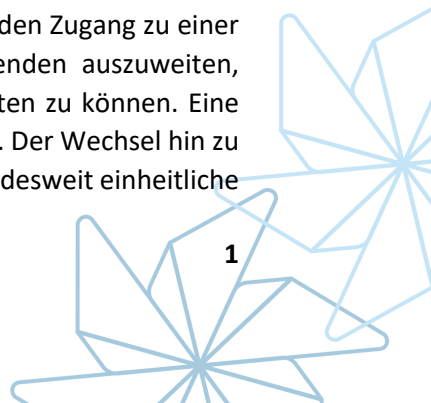 den Zugang zu einer
enden auszuweiten,
ten zu können. Eine
. Der Wechsel hin zu
desweit einheitliche
1